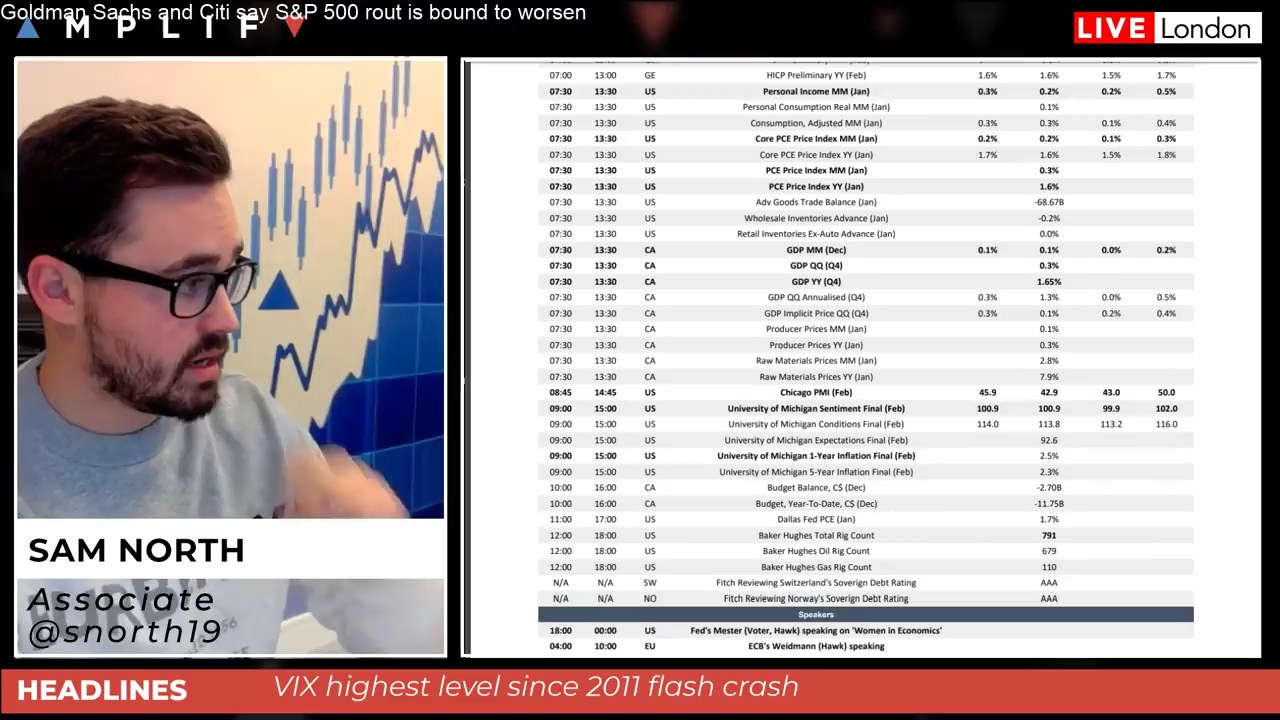 Goldman Sachs and Citi say S&P 500 rout is bound to worsen
MPLIF
LIVE London
07:00 13:00 GE HICP Preliminary YY (Feb) 1.6% 1.6% 1.5% 1.7%
07:30 13:30 US Personal Income MM (Jan) 0.3% 0.2% 0.2% 0.5%
07:30 13:30 US Personal Consumption Real MM (Jan) 0.1%
07:30 13:30 US Consumption, Adjusted MM (Jan) 0.3% 0.3% 0.1% 0.4%
07:30 13:30 US Core PCE Price Index MM (Jan) 0.2% 0.2% 0.1% 0.3%
07:30 13:30 US Core PCE Price Index YY (Jan) 1.7% 1.6% 1.5% 1.8%
07:30 13:30 US PCE Price Index MM (Jan) 0.3%
07:30 13:30 US PCE Price Index YY (Jan) 1.6%
07:30 13:30 US Adv Goods Trade Balance (Jan) -68.67B
07:30 13:30 US Wholesale Inventories Advance (Jan) -0.2%
07:30 13:30 US Retail Inventories Ex-Auto Advance (Jan) 0.0%
07:30 13:30 CA GDP MM (Dec) 0.1% 0.1% 0.0% 0.2%
07:30 13:30 CA GDP QQ (Q4) 0.3%
07:30 13:30 CA GDP YY (Q4) 1.65%
07:30 13:30 CA GDP QQ Annualised (Q4) 0.3% 1.3% 0.0% 0.5%
07:30 13:30 CA GDP Implicit Price QQ (Q4) 0.3% 0.1% 0.2% 0.4%
07:30 13:30 CA Producer Prices MM (Jan) 0.1%
07:30 13:30 CA Producer Prices YY (Jan) 0.3%
07:30 13:30 CA Raw Materials Prices MM (Jan) 2.8%
07:30 13:30 CA Raw Materials Prices YY (Jan) 7.9%
08:45 14:45 US Chicago PMI (Feb) 45.9 42.9 43.0 50.0
09:00 15:00 US University of Michigan Sentiment Final (Feb) 100.9 100.9 99.9 102.0
09:00 15:00 US University of Michigan Conditions Final (Feb) 114.0 113.8 113.2 116.0
09:00 15:00 US University of Michigan Expectations Final (Feb) 92.6
09:00 15:00 US University of Michigan 1-Year Inflation Final (Feb) 2.5%
09:00 15:00 US University of Michigan 5-Year Inflation Final (Feb) 2.3%
10:00 16:00 CA Budget Balance, C$ (Dec) -2.70B
10:00 16:00 CA Budget, Year-To-Date, C$ (Dec) -11.75B
11:00 17:00 US Dallas Fed PCE (Jan) 1.7%
12:00 18:00 US Baker Hughes Total Rig Count 791
12:00 18:00 US Baker Hughes Oil Rig Count 679
12:00 18:00 US Baker Hughes Gas Rig Count 110
N/A N/A SW Fitch Reviewing Switzerland's Soverign Debt Rating AAA
N/A N/A NO Fitch Reviewing Norway's Soverign Debt Rating AAA
Speakers
18:00 00:00 US Fed's Mester (Voter, Hawk) speaking on 'Women in Economics'
04:00 10:00 EU ECB's Weidmann (Hawk) speaking
SAM NORTH
Associate
@snorth19
HEADLINES VIX highest level since 2011 flash crash